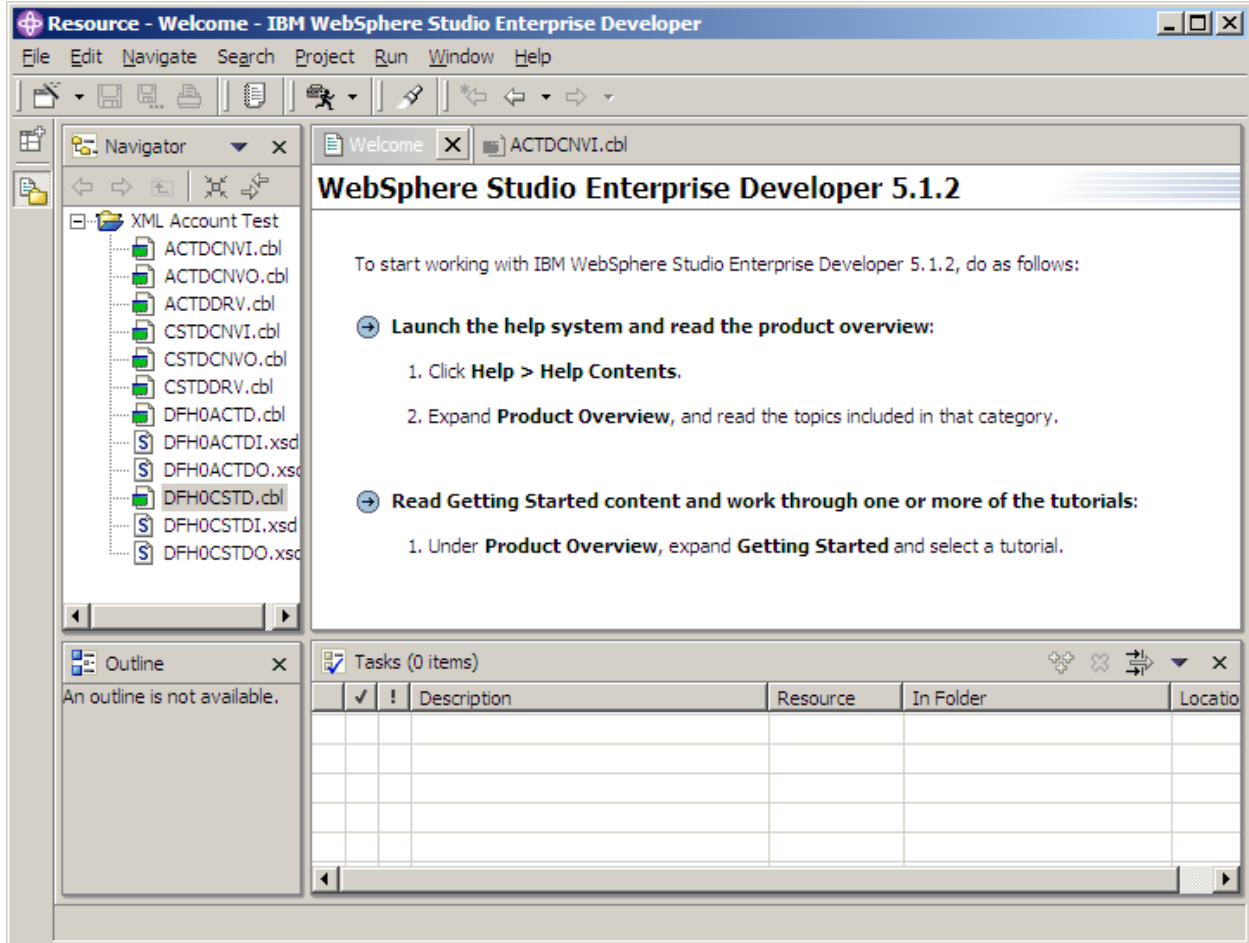 Resource - Welcome - IBM WebSphere Studio Enterprise Developer
File Edit Navigate Search Project Run Window Help
Navigator
XML Account Test
ACTDCNVI.cbl
ACTDCNVO.cbl
ACTDDRV.cbl
CSTDCNVI.cbl
CSTDCNVO.cbl
CSTDDRV.cbl
DFH0ACTD.cbl
DFH0ACTDI.xsd
DFH0ACTDO.xsd
DFH0CSTD.cbl
DFH0CSTDI.xsd
DFH0CSTDO.xsd
Welcome ACTDCNVI.cbl
WebSphere Studio Enterprise Developer 5.1.2
To start working with IBM WebSphere Studio Enterprise Developer 5.1.2, do as follows:
Launch the help system and read the product overview:
1. Click Help > Help Contents.
2. Expand Product Overview, and read the topics included in that category.
Read Getting Started content and work through one or more of the tutorials:
1. Under Product Overview, expand Getting Started and select a tutorial.
Outline
An outline is not available.
Tasks (0 items)
! Description Resource In Folder Locatio